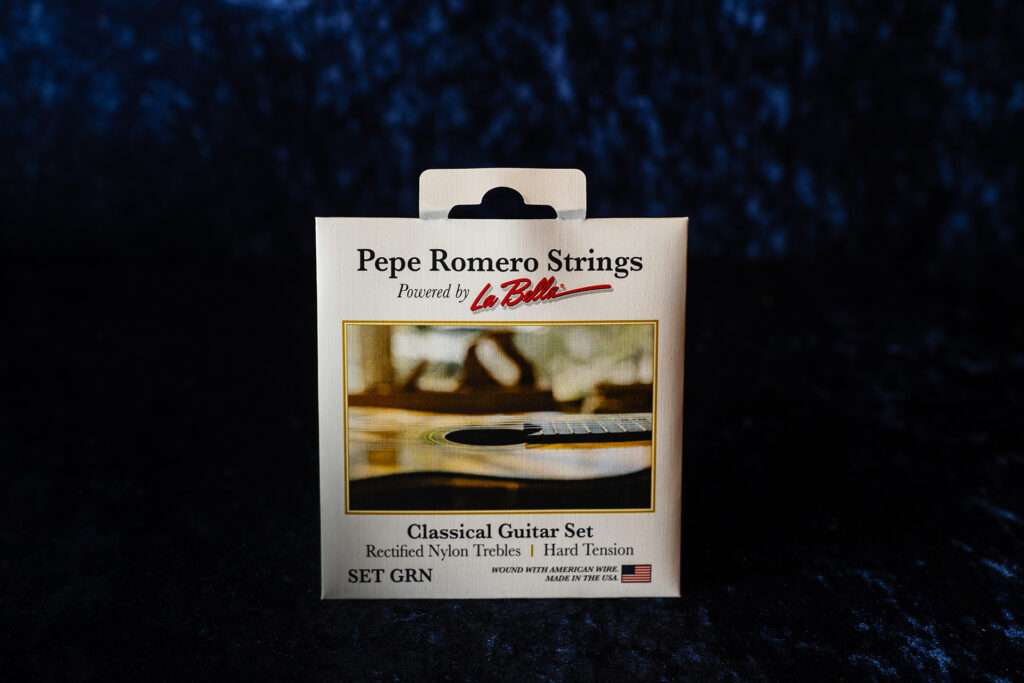 Pepe Romero Strings
Powered by La Bella
Classical Guitar Set
Rectified Nylon Trebles | Hard Tension
SET GRN
WOUND WITH AMERICAN WIRE.
MADE IN THE USA.